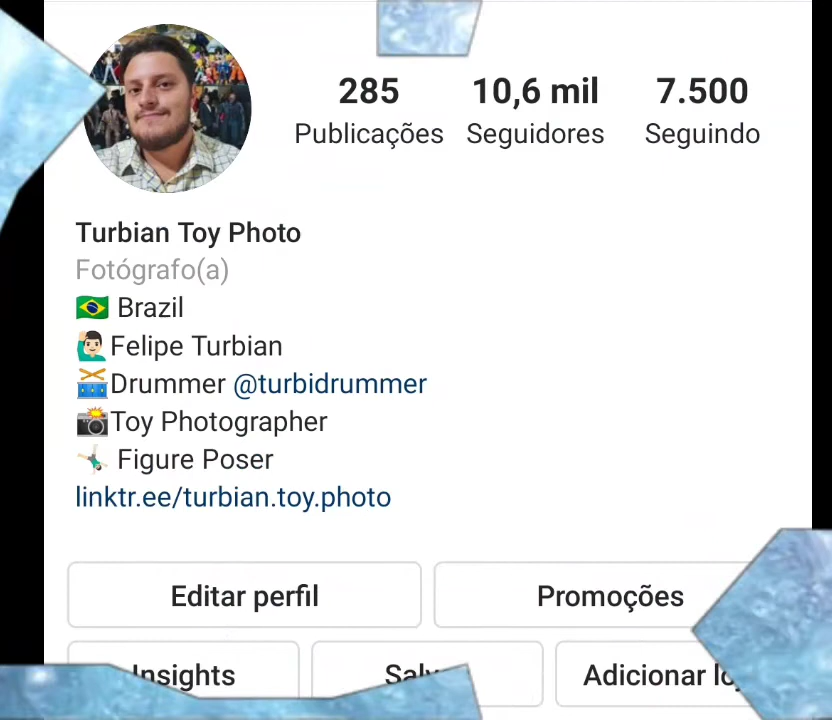 285 10,6 mil 7.500
Publicações Seguidores Seguindo
Turbian Toy Photo
Fotógrafo(a)
Brazil
Felipe Turbian
Drummer @turbidrummer
Toy Photographer
Figure Poser
linktr.ee/turbian.toy.photo
Editar perfil Promoções
Insights Adicionar